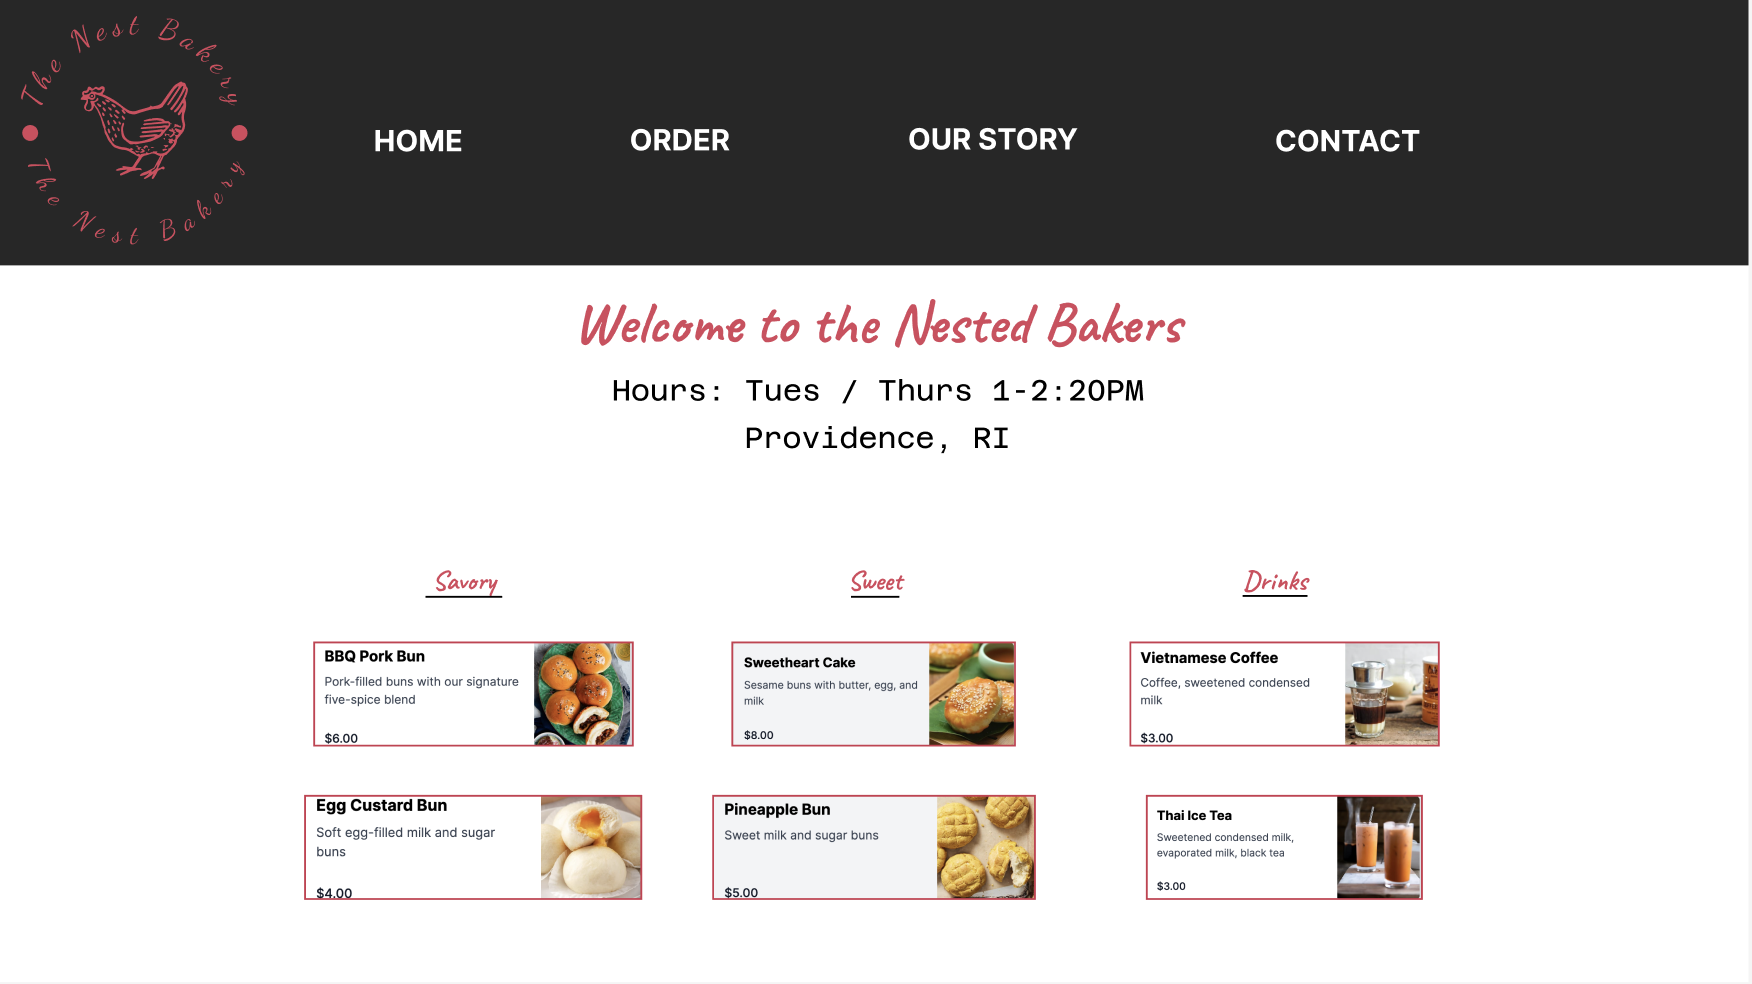 The Nest Bakery
The Nest Bakery
HOME
ORDER
OUR STORY
CONTACT
Welcome to the Nested Bakers
Hours: Tues / Thurs 1-2:20PM
Providence, RI
Savory
BBQ Pork Bun
Pork-filled buns with our signature
five-spice blend
$6.00
Egg Custard Bun
Soft egg-filled milk and sugar
buns
$4.00
Sweet
Sweetheart Cake
Sesame buns with butter, egg, and
milk
$8.00
Pineapple Bun
Sweet milk and sugar buns
$5.00
Drinks
Vietnamese Coffee
Coffee, sweetened condensed
milk
$3.00
Thai Ice Tea
Sweetened condensed milk,
evaporated milk, black tea
$3.00